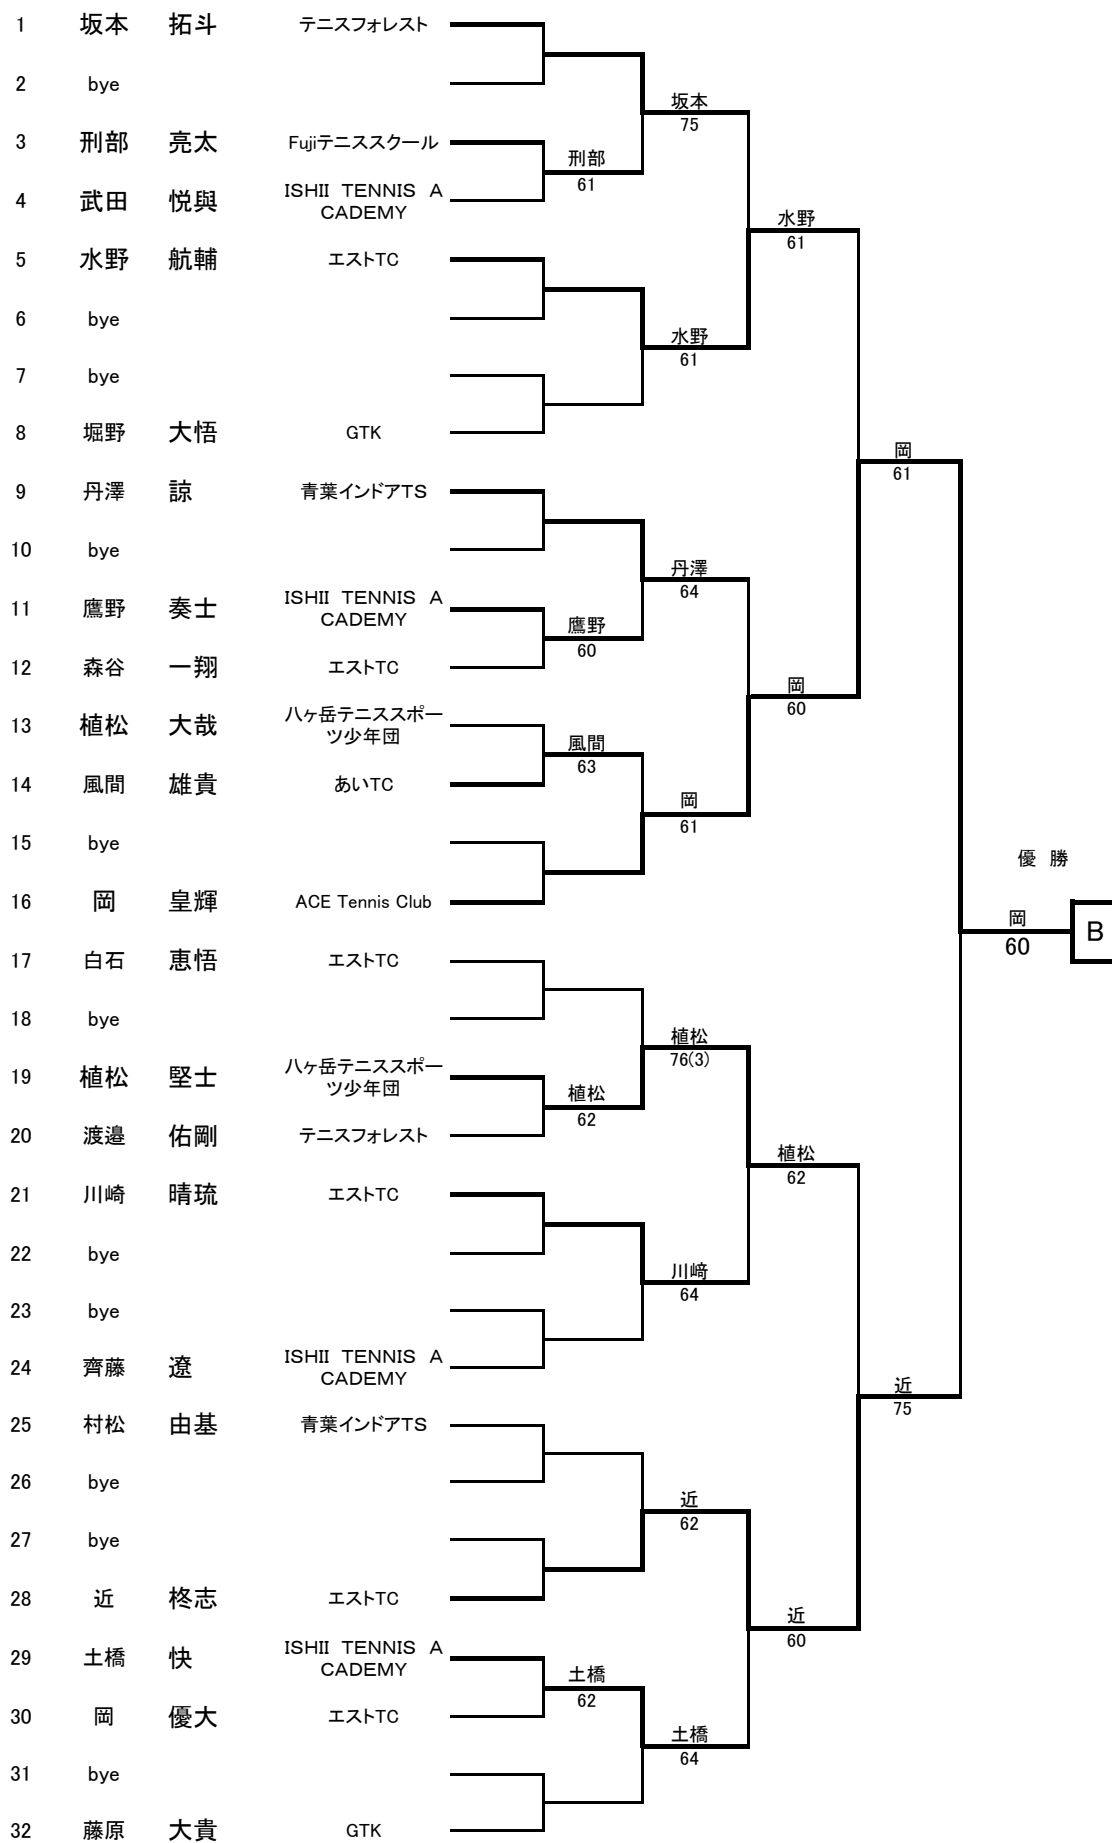 1 坂本 拓斗 テニスフォレスト
2 bye
坂本
75
3 刑部 亮太 Fujiテニススクール
刑部
61
4 武田 悦與 ISHII TENNIS A
CADEMY
水野
61
5 水野 航輔 エストTC
6 bye
水野
61
7 bye
8 堀野 大悟 GTK
岡
61
9 丹澤 諒 青葉インドアTS
10 bye
丹澤
64
11 鷹野 奏士 ISHII TENNIS A
CADEMY
鷹野
60
12 森谷 一翔 エストTC
岡
60
13 植松 大哉 八ヶ岳テニススポー
ツ少年団
風間
63
14 風間 雄貴 あいTC
岡
61
15 bye
優 勝
16 岡 皇輝 ACE Tennis Club
岡
60
B
17 白石 恵悟 エストTC
18 bye
植松
76(3)
19 植松 堅士 八ヶ岳テニススポー
ツ少年団
植松
62
20 渡邉 佑剛 テニスフォレスト
植松
62
21 川崎 晴琉 エストTC
22 bye
川﨑
64
23 bye
24 齊藤 遼 ISHII TENNIS A
CADEMY
近
75
25 村松 由基 青葉インドアTS
26 bye
近
62
27 bye
28 近 柊志 エストTC
近
60
29 土橋 快 ISHII TENNIS A
CADEMY
土橋
62
30 岡 優大 エストTC
土橋
64
31 bye
32 藤原 大貴 GTK